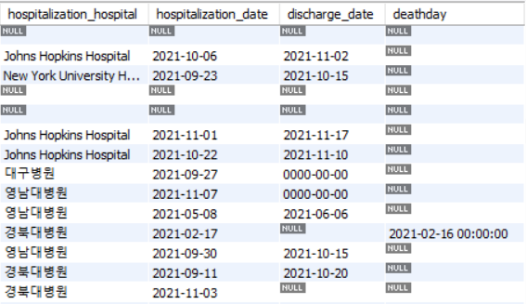 hospitalization_hospital hospitalization_date discharge_date deathday
NULL NULL NULL NULL
Johns Hopkins Hospital 2021-10-06 2021-11-02 NULL
New York University H... 2021-09-23 2021-10-15 NULL
NULL NULL NULL NULL
NULL NULL NULL NULL
Johns Hopkins Hospital 2021-11-01 2021-11-17 NULL
Johns Hopkins Hospital 2021-10-22 2021-11-10 NULL
대구병원 2021-09-27 0000-00-00 NULL
영남대병원 2021-11-07 0000-00-00 NULL
영남대병원 2021-05-08 2021-06-06 NULL
경북대병원 2021-02-17 NULL 2021-02-16 00:00:00
영남대병원 2021-09-30 2021-10-15 NULL
경북대병원 2021-09-11 2021-10-20 NULL
경북대병원 2021-11-03 NULL NULL